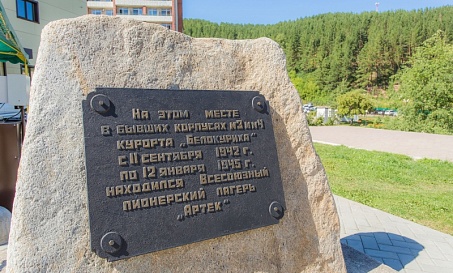 На этом месте
в бывших корпусах №3 и №4
курорта "Белокуриха"
с 11 сентября 1942 г.
по 12 января 1945 г.
находился Всесоюзный
пионерский лагерь
"Артек"